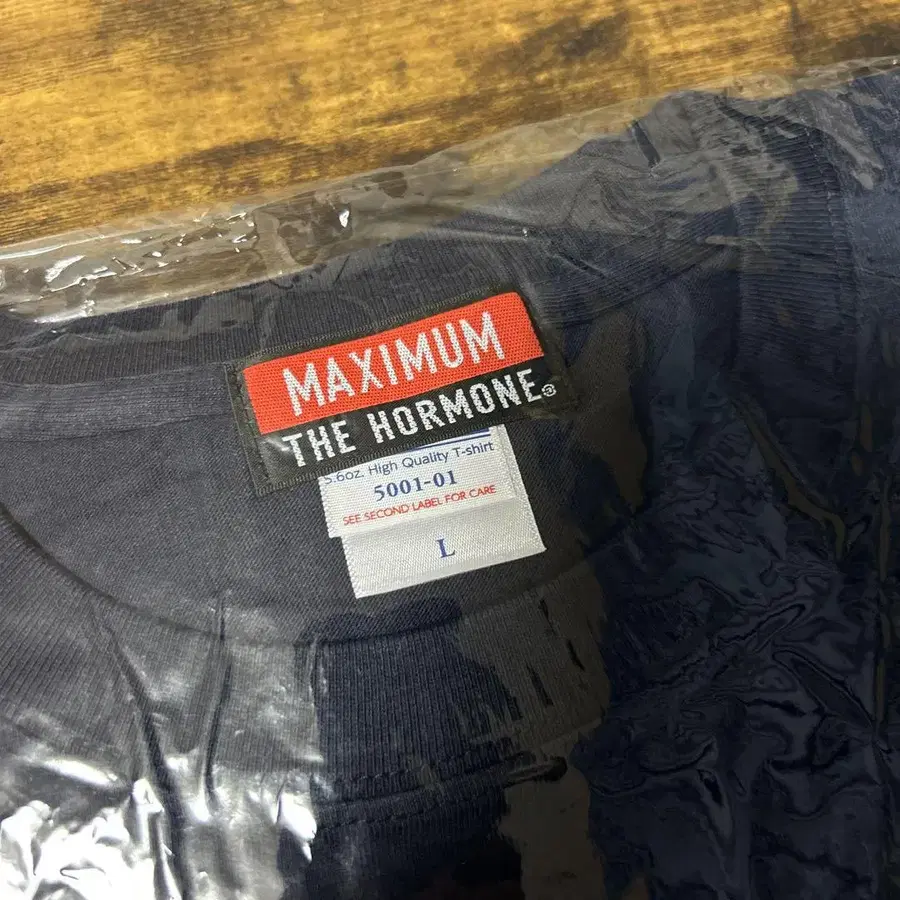 MAXIMUM
THE HORMONE®
5.6oz. High Quality T-shirt
5001-01
SEE SECOND LABEL FOR CARE
L